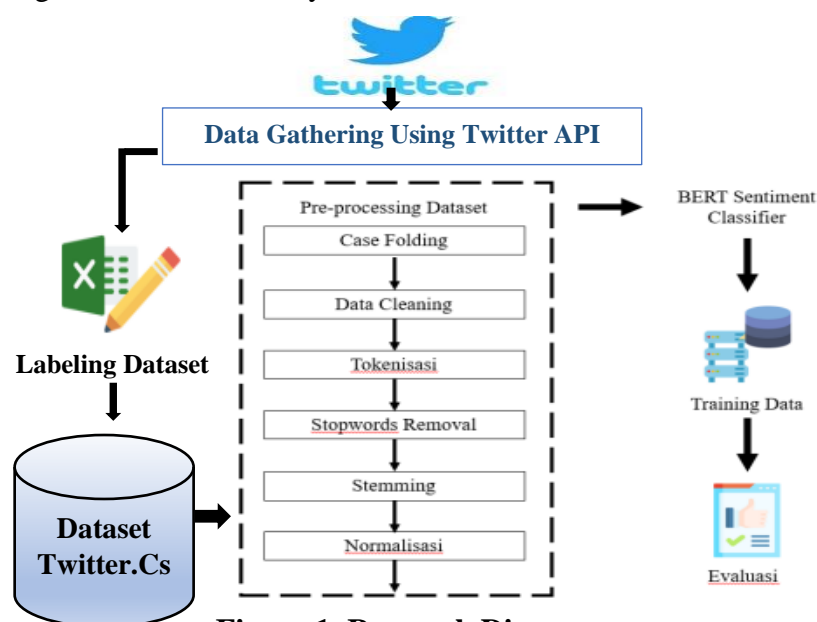 twitter
Data Gathering Using Twitter API
Labeling Dataset
Dataset
Twitter.Cs
Pre-processing Dataset
Case Folding
Data Cleaning
Tokenisasi
Stopwords Removal
Stemming
Normalisasi
BERT Sentiment
Classifier
Training Data
Evaluasi